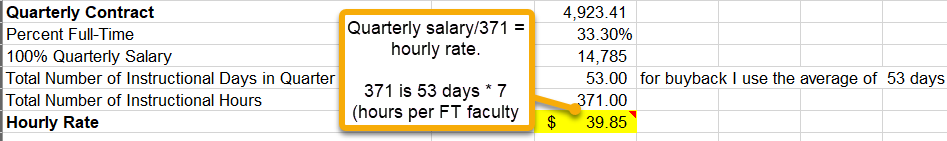 Quarterly Contract 4,923.41
Percent Full-Time 33.30%
100% Quarterly Salary 14,785
Total Number of Instructional Days in Quarter 53.00 for buyback I use the average of 53 days
Total Number of Instructional Hours 371.00
Hourly Rate $ 39.85
Quarterly salary/371 =
hourly rate.
371 is 53 days * 7
(hours per FT faculty